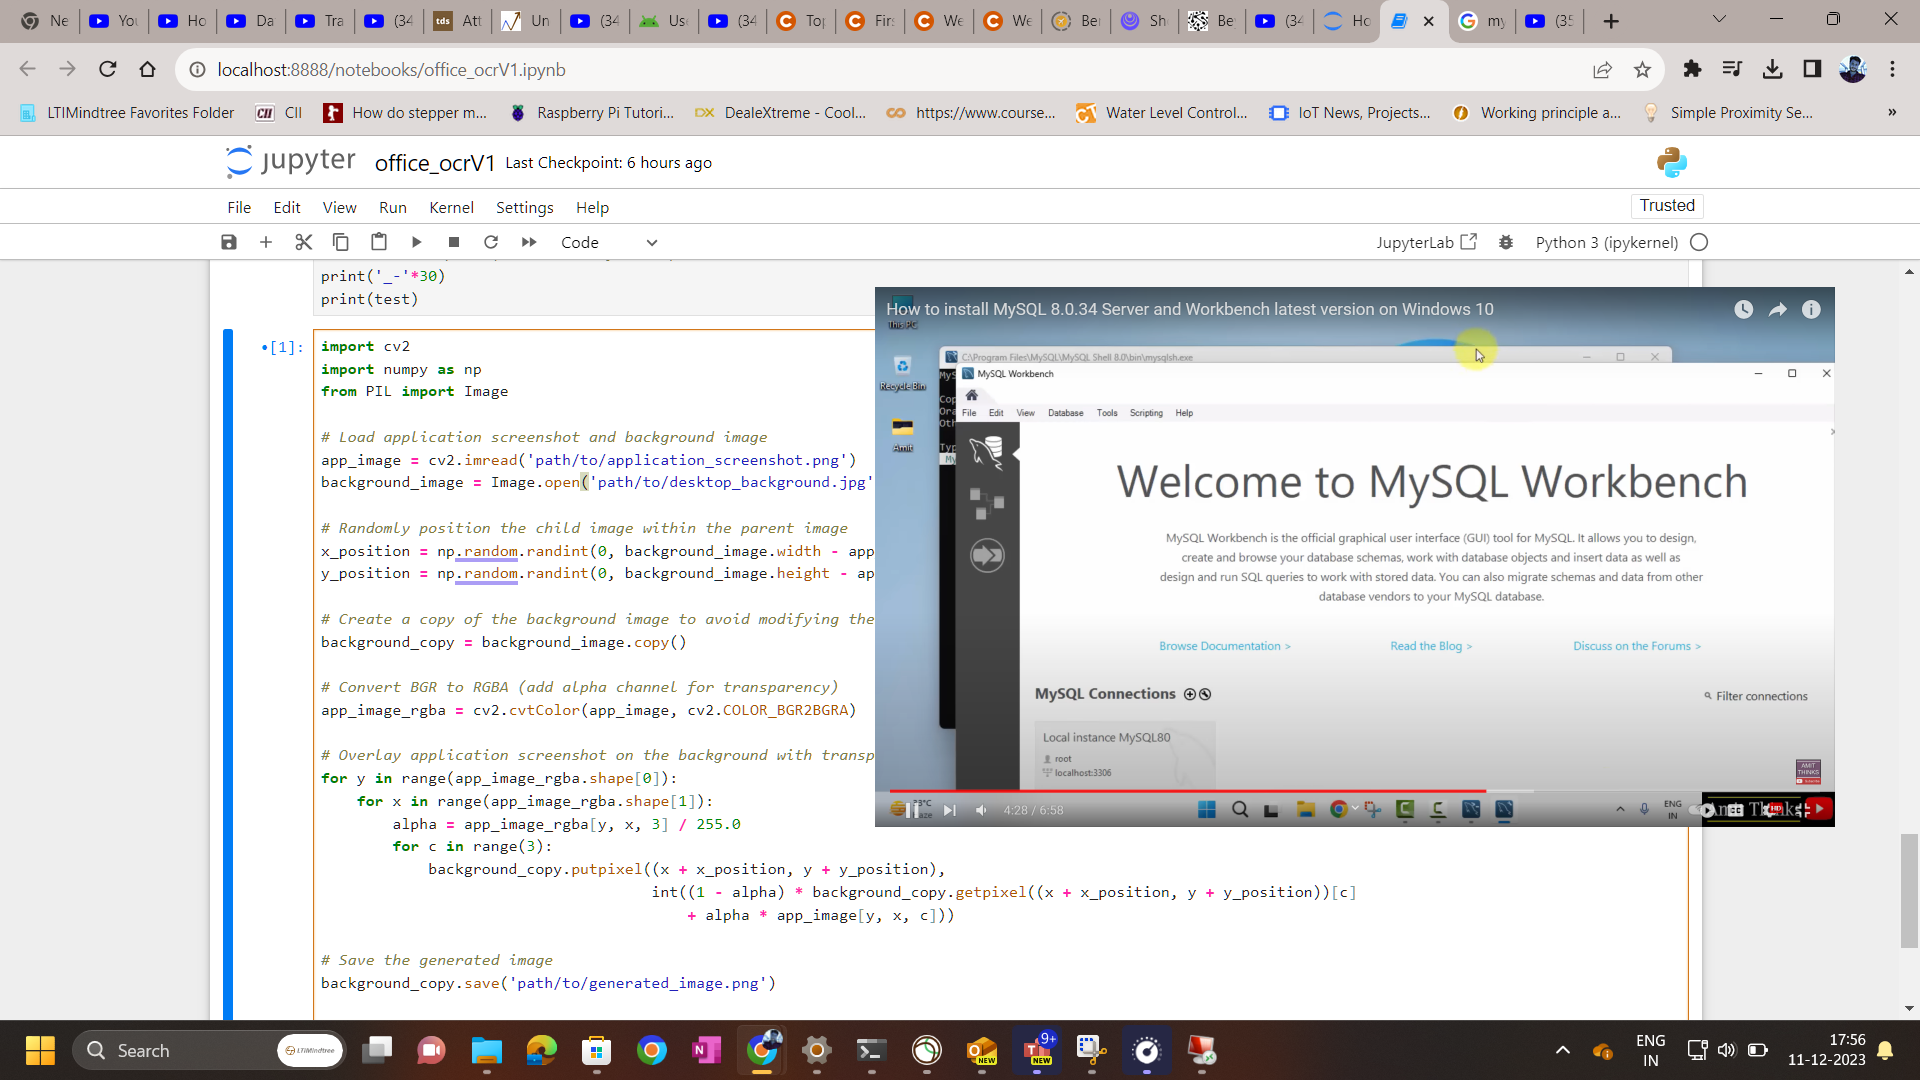 Ne
You
Ho
Da
Tra
(34
tds
Att
Un
(34
Us
(34
Top
Firs
We
We
Ber
Sh
Be
(34
Ho
my
(35
localhost:8888/notebooks/office_ocrV1.ipynb
LTIMindtree Favorites Folder
CII
How do stepper m...
Raspberry Pi Tutori...
DX
DealeXtreme - Cool...
https://www.course...
Water Level Control...
IoT News, Projects...
Working principle a...
Simple Proximity Se...
»
jupyter
office_ocrV1
Last Checkpoint: 6 hours ago
File
Edit
View
Run
Kernel
Settings
Help
Trusted
Code
JupyterLab
Python 3 (ipykernel)
print('_-'*30)
print(test)
•[1]:
import cv2
import numpy as np
from PIL import Image
# Load application screenshot and background image
app_image = cv2.imread('path/to/application_screenshot.png')
background_image = Image.open('path/to/desktop_background.jpg'
# Randomly position the child image within the parent image
x_position = np.random.randint(0, background_image.width - app
y_position = np.random.randint(0, background_image.height - ap
# Create a copy of the background image to avoid modifying the
background_copy = background_image.copy()
# Convert BGR to RGBA (add alpha channel for transparency)
app_image_rgba = cv2.cvtColor(app_image, cv2.COLOR_BGR2BGRA)
# Overlay application screenshot on the background with transp
for y in range(app_image_rgba.shape[0]):
for x in range(app_image_rgba.shape[1]):
alpha = app_image_rgba[y, x, 3] / 255.0
for c in range(3):
background_copy.putpixel((x + x_position, y + y_position),
int((1 - alpha) * background_copy.getpixel((x + x_position, y + y_position))[c]
+ alpha * app_image[y, x, c]))
# Save the generated image
background_copy.save('path/to/generated_image.png')
How to install MySQL 8.0.34 Server and Workbench latest version on Windows 10
This PC
Recycle Bin
Amit
C:\Program Files\MySQL\MySQL Shell 8.0\bin\mysqlsh.exe
MySQL Workbench
File
Edit
View
Database
Tools
Scripting
Help
Welcome to MySQL Workbench
MySQL Workbench is the official graphical user interface (GUI) tool for MySQL. It allows you to design,
create and browse your database schemas, work with database objects and insert data as well as
design and run SQL queries to work with stored data. You can also migrate schemas and data from other
database vendors to your MySQL database.
Browse Documentation >
Read the Blog >
Discuss on the Forums >
MySQL Connections
Filter connections
Local instance MySQL80
root
localhost:3306
AMIT
THINKS
4:28 / 6:58
ENG
IN
Search
LTIMindtree
NEW
9+
NEW
ENG
IN
17:56
11-12-2023